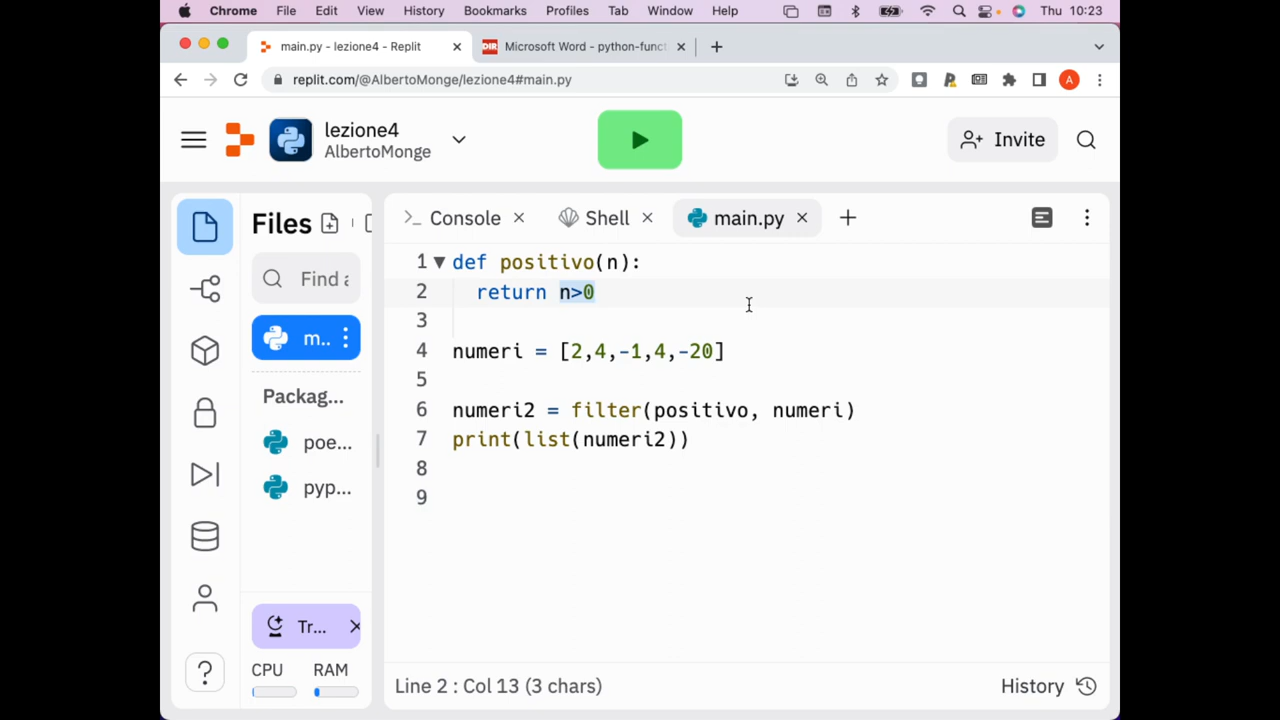 Chrome File Edit View History Bookmarks Profiles Tab Window Help Thu 10:23
main.py - lezione4 - Replit
DIR Microsoft Word - python-funct
replit.com/@AlbertoMonge/lezione4#main.py
A
lezione4
AlbertoMonge
Invite
Files
Find a
m..
Packag...
poe...
pyp...
Tr...
CPU RAM
Console Shell main.py
1 def positivo(n):
2 return n>0
3
4 numeri = [2,4,-1,4,-20]
5
6 numeri2 = filter(positivo, numeri)
7 print(list(numeri2))
8
9
Line 2 : Col 13 (3 chars) History